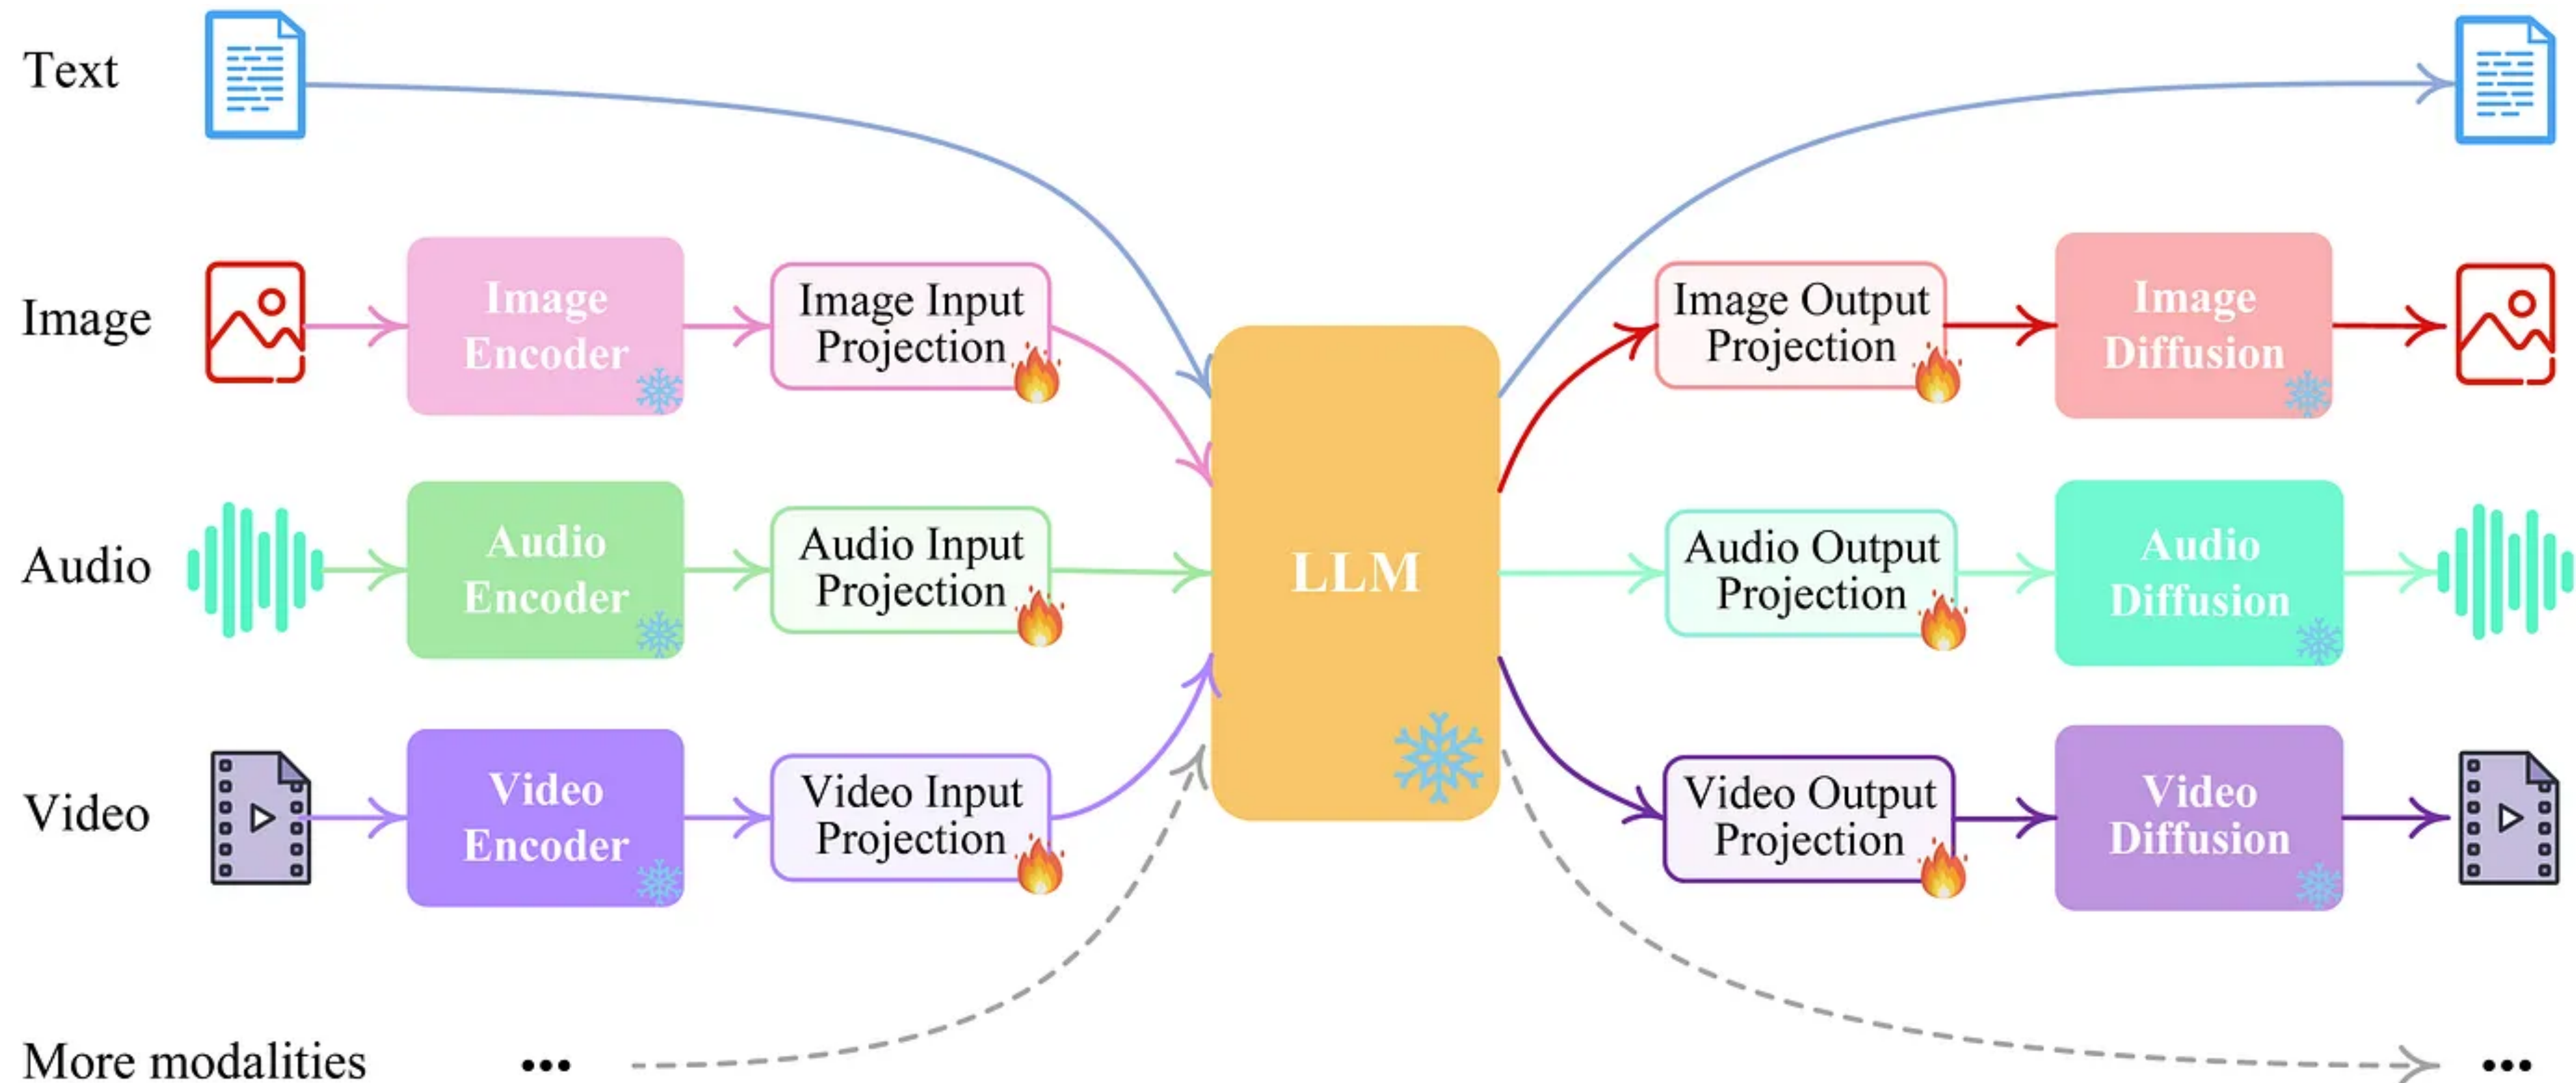 Text
Image
Image
Encoder
Image Input
Projection
Image Output
Projection
Image
Diffusion
Audio
Audio
Encoder
Audio Input
Projection
LLM
Audio Output
Projection
Audio
Diffusion
Video
Video
Encoder
Video Input
Projection
Video Output
Projection
Video
Diffusion
More modalities
...
...